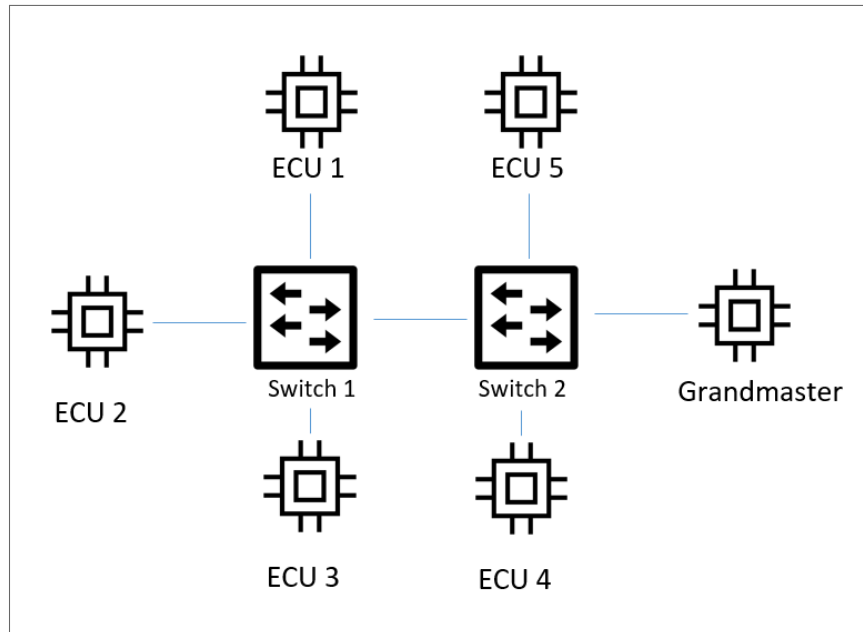 ECU 1
ECU 5
Switch 1
Switch 2
Grandmaster
ECU 2
ECU 3
ECU 4